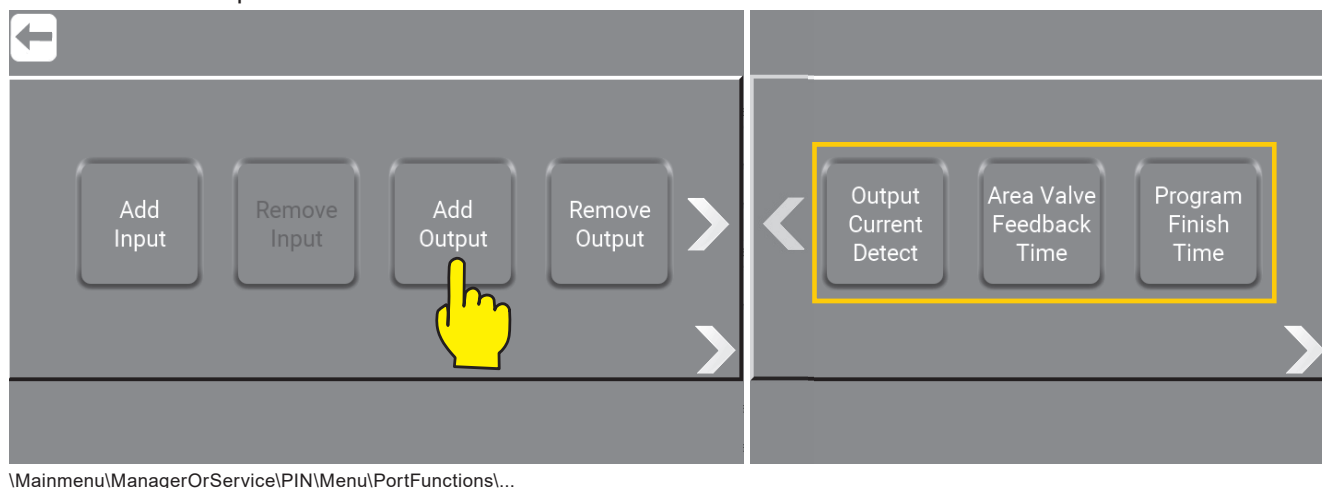 Add
Input
Remove
Input
Add
Output
Remove
Output
Output
Current
Detect
Area Valve
Feedback
Time
Program
Finish
Time
\Mainmenu\ManagerOrService\PIN\Menu\PortFunctions\...